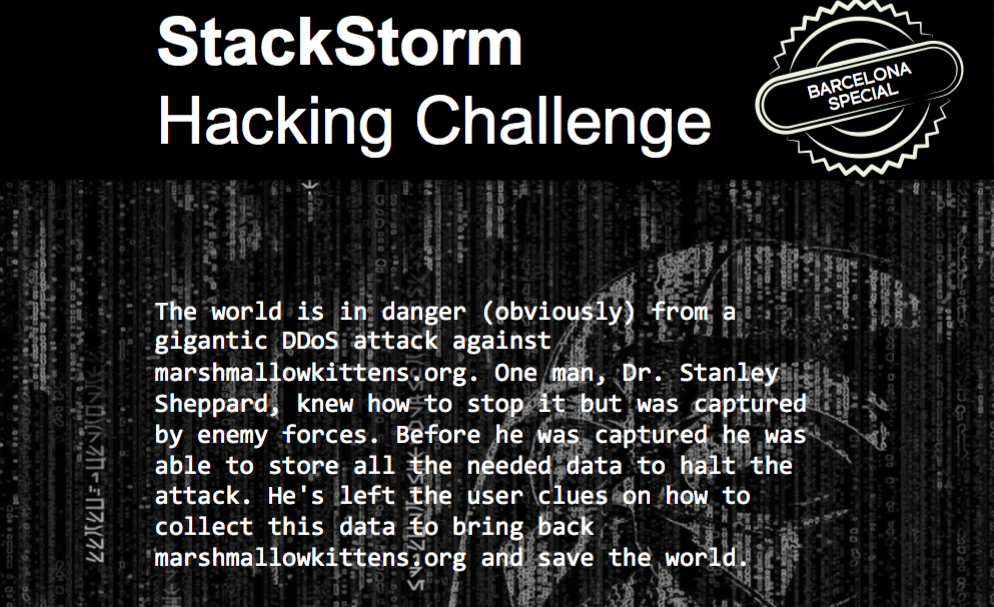 StackStorm
Hacking Challenge
BARCELONA
SPECIAL
The world is in danger (obviously) from a
gigantic DDoS attack against
marshmallowkittens.org. One man, Dr. Stanley
Sheppard, knew how to stop it but was captured
by enemy forces. Before he was captured he was
able to store all the needed data to halt the
attack. He's left the user clues on how to
collect this data to bring back
marshmallowkittens.org and save the world.